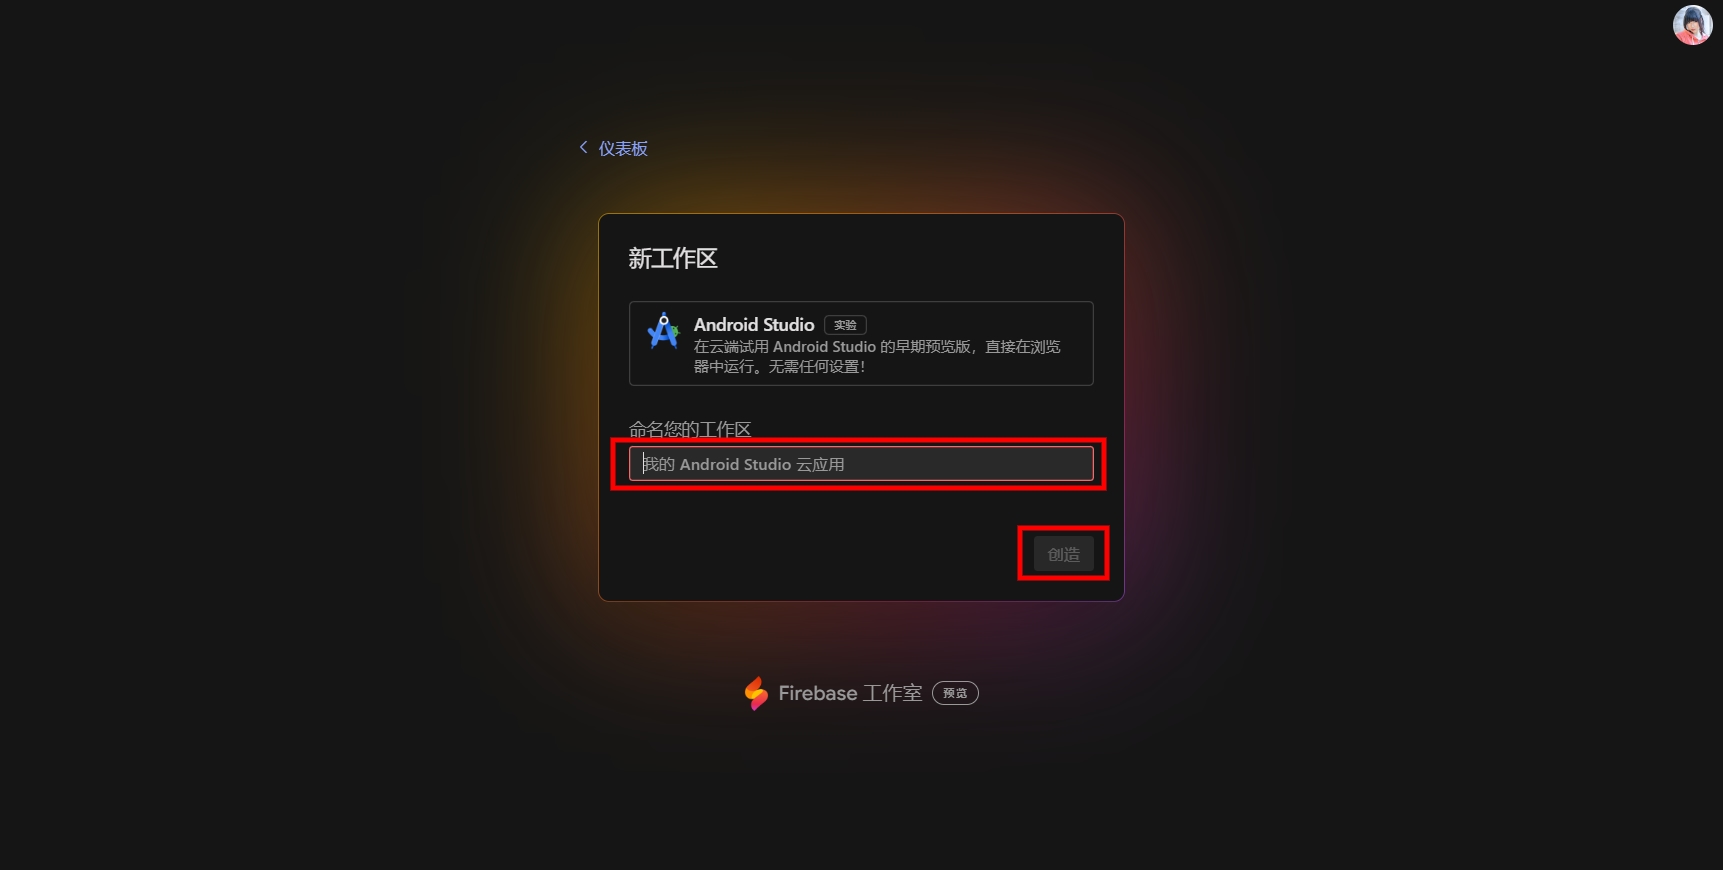 仪表板
新工作区
Android Studio 实验
在云端试用 Android Studio 的早期预览版，直接在浏览
器中运行。无需任何设置！
命名您的工作区
我的 Android Studio 云应用
创造
Firebase 工作室 预览